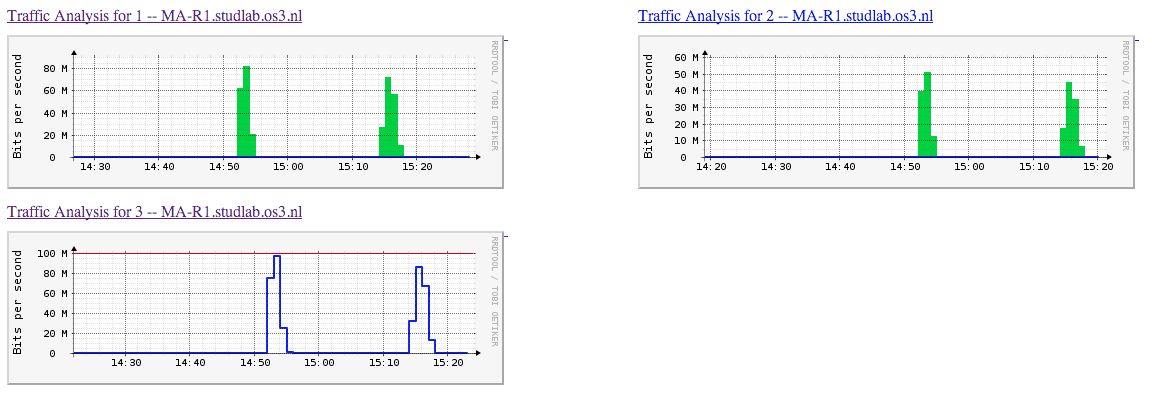 Traffic Analysis for 1 -- MA-R1.studlab.os3.nl
Bits per second
80 M
60 M
40 M
20 M
0
14:30 14:40 14:50 15:00 15:10 15:20
RRDTOOL / TOBI OETIKER
Traffic Analysis for 2 -- MA-R1.studlab.os3.nl
Bits per second
60 M
50 M
40 M
30 M
20 M
10 M
0
14:20 14:30 14:40 14:50 15:00 15:10 15:20
RRDTOOL / TOBI OETIKER
Traffic Analysis for 3 -- MA-R1.studlab.os3.nl
Bits per second
100 M
80 M
60 M
40 M
20 M
0
14:30 14:40 14:50 15:00 15:10 15:20
RRDTOOL / TOBI OETIKER